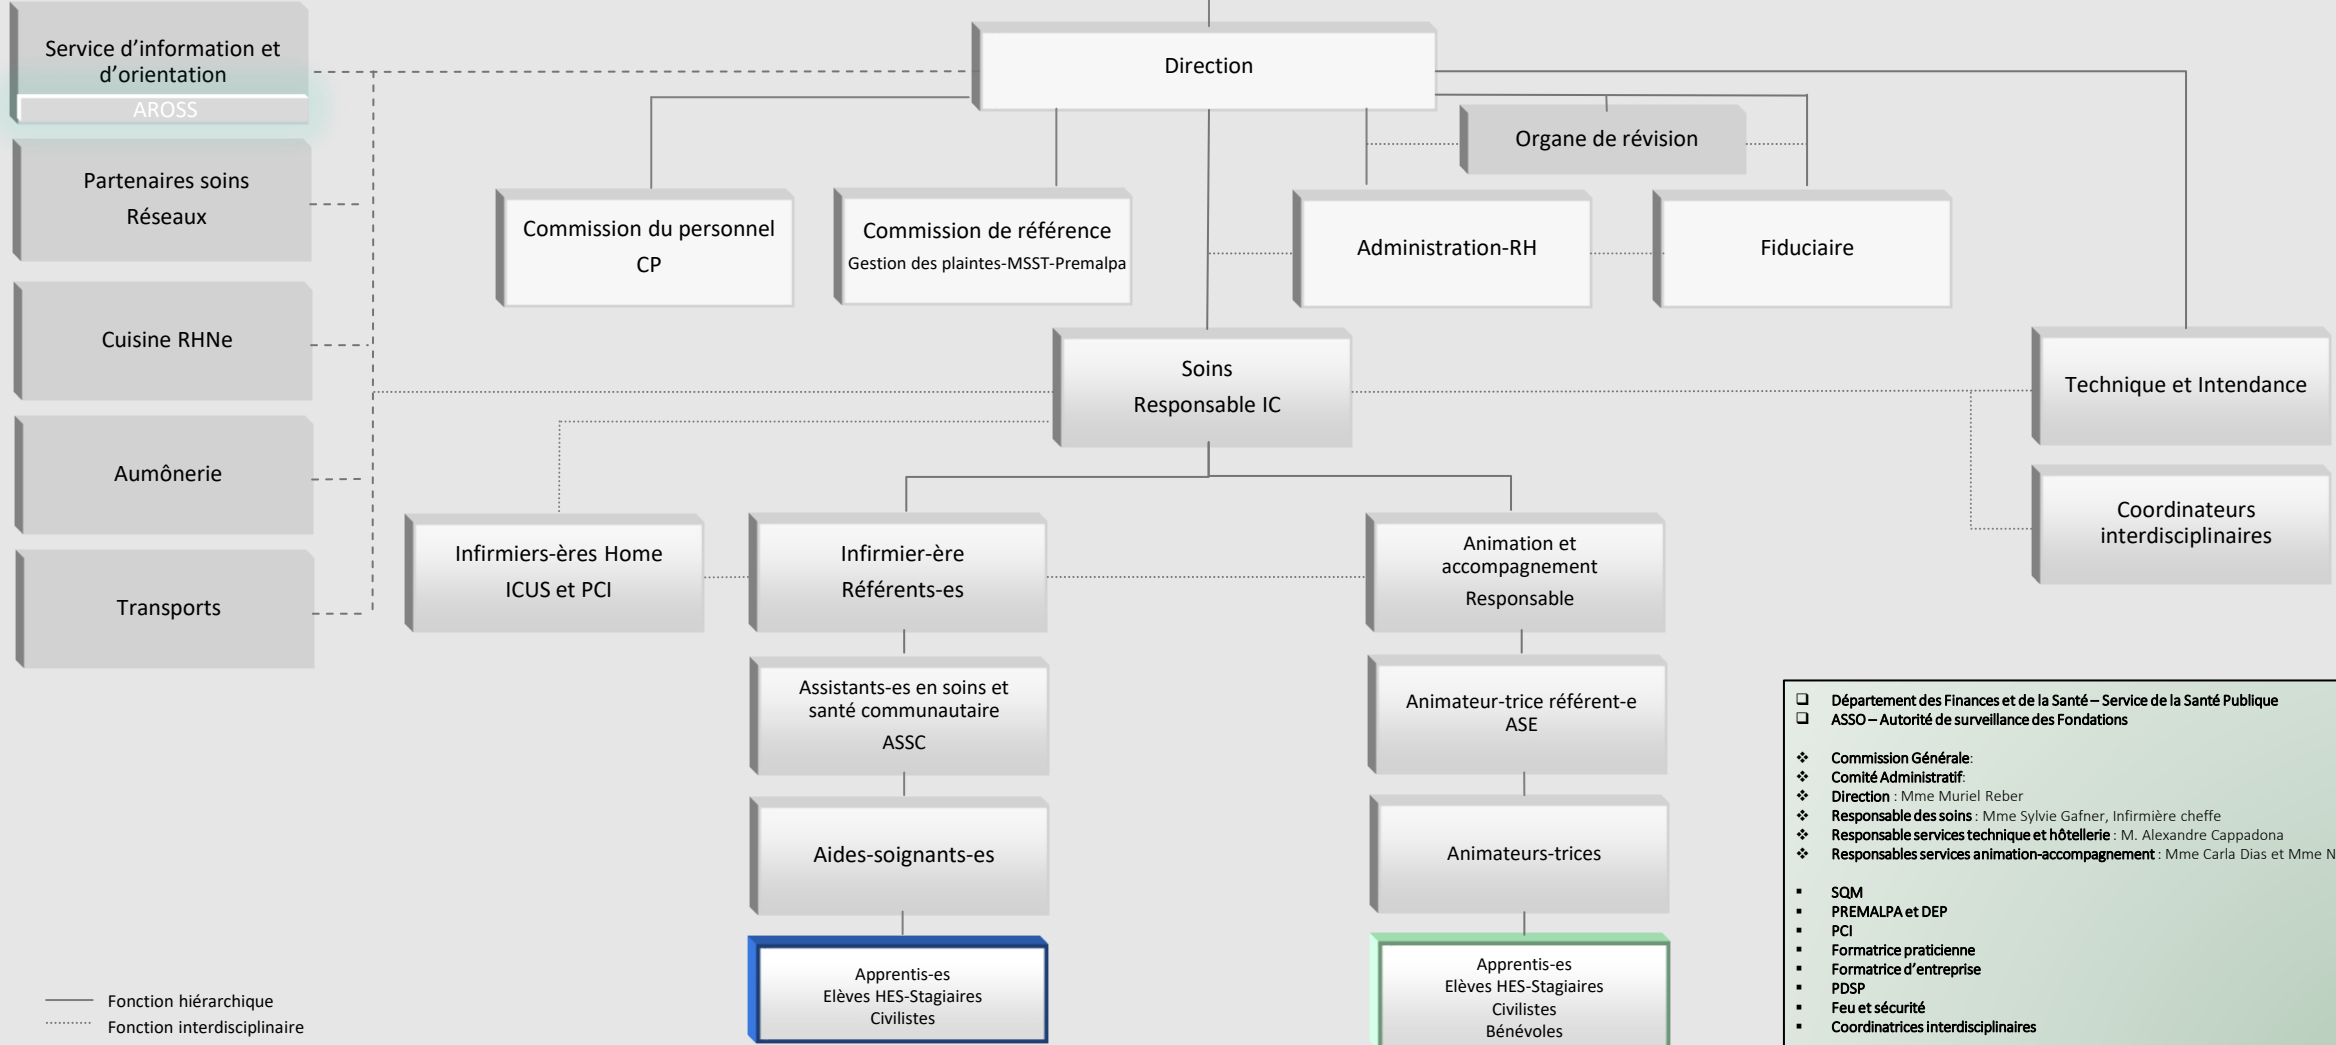 Service d'information et
d'orientation
AROSS
Partenaires soins
Réseaux
Cuisine RHNe
Aumônerie
Transports
Direction
Organe de révision
Commission du personnel
CP
Commission de référence
Gestion des plaintes-MSST-Premalpa
Administration-RH
Fiduciaire
Soins
Responsable IC
Technique et Intendance
Coordinateurs
interdisciplinaires
Infirmiers-ères Home
ICUS et PCI
Infirmier-ère
Référents-es
Animation et
accompagnement
Responsable
Assistants-es en soins et
santé communautaire
ASSC
Animateur-trice référent-e
ASE
Aides-soignants-es
Animateurs-trices
Apprentis-es
Elèves HES-Stagiaires
Civilistes
Apprentis-es
Elèves HES-Stagiaires
Civilistes
Bénévoles
Fonction hiérarchique
Fonction interdisciplinaire
❑ Département des Finances et de la Santé – Service de la Santé Publique
❑ ASSO – Autorité de surveillance des Fondations
❖ Commission Générale:
❖ Comité Administratif:
❖ Direction : Mme Muriel Reber
❖ Responsable des soins : Mme Sylvie Gafner, Infirmière cheffe
❖ Responsable services technique et hôtellerie : M. Alexandre Cappadona
❖ Responsables services animation-accompagnement : Mme Carla Dias et Mme N
▪ SQM
▪ PREMALPA et DEP
▪ PCI
▪ Formatrice praticienne
▪ Formatrice d'entreprise
▪ PDSP
▪ Feu et sécurité
▪ Coordinatrices interdisciplinaires